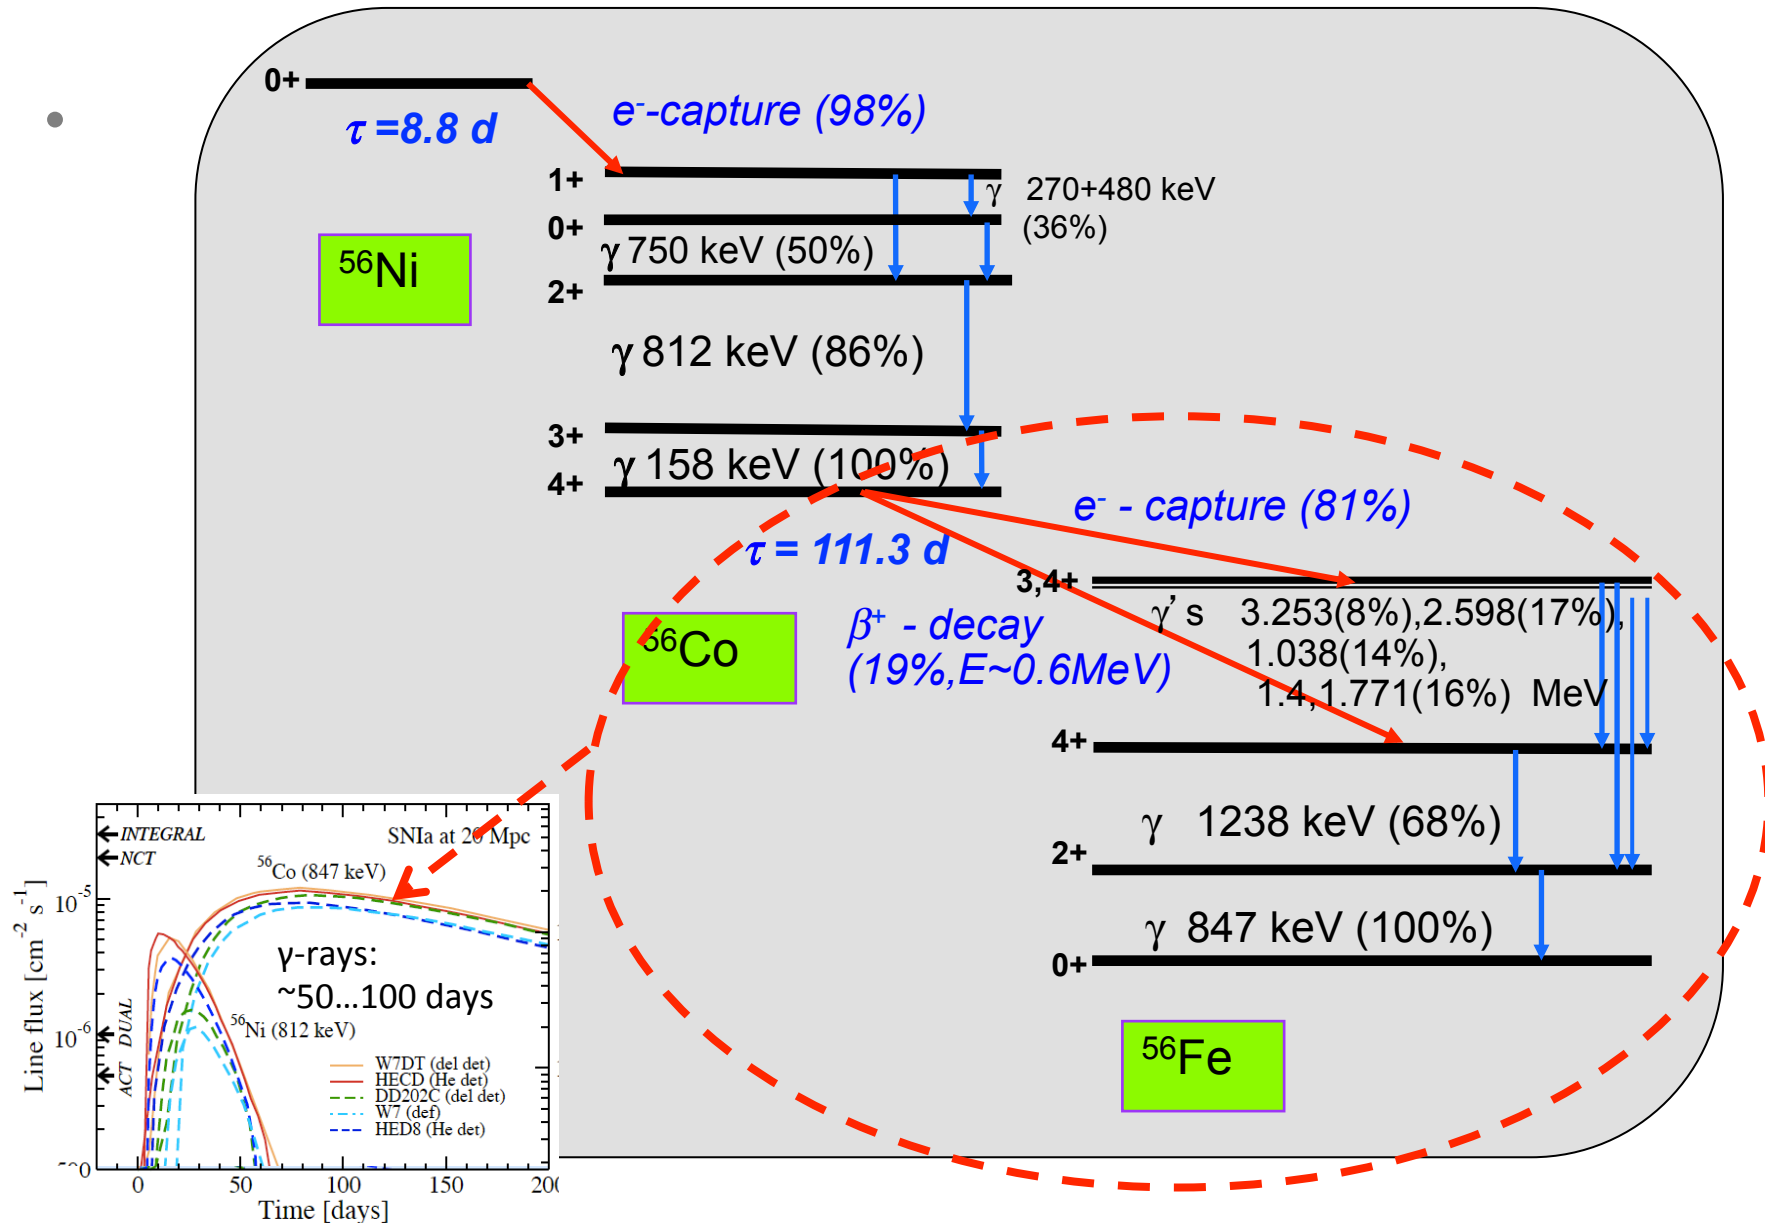 0+
τ =8.8 d
e⁻-capture (98%)
1+
γ 270+480 keV
(36%)
0+
γ 750 keV (50%)
⁵⁶Ni
2+
γ 812 keV (86%)
3+
γ 158 keV (100%)
4+
e⁻ - capture (81%)
τ = 111.3 d
3,4+
γ's 3.253(8%),2.598(17%),
1.038(14%),
1.4,1.771(16%) MeV
⁵⁶Co
β⁺ - decay
(19%,E~0.6MeV)
4+
γ 1238 keV (68%)
2+
γ 847 keV (100%)
0+
⁵⁶Fe
INTEGRAL
NCT
SNIa at 20 Mpc
⁵⁶Co (847 keV)
10⁻⁵
γ-rays:
~50...100 days
⁵⁶Ni (812 keV)
10⁻⁶
DUAL
ACT
W7DT (del det)
HECD (He det)
DD202C (del det)
W7 (def)
HED8 (He det)
Line flux [cm⁻² s⁻¹]
0 50 100 150
Time [days]